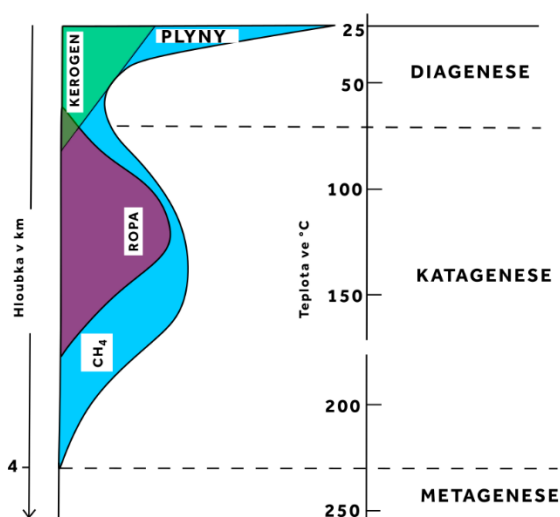 25
PLYNY
KEROGEN
DIAGENESE
50
100
ROPA
Hloubka v km
Teplota ve °C
KATAGENESE
150
CH₄
200
4
METAGENESE
250